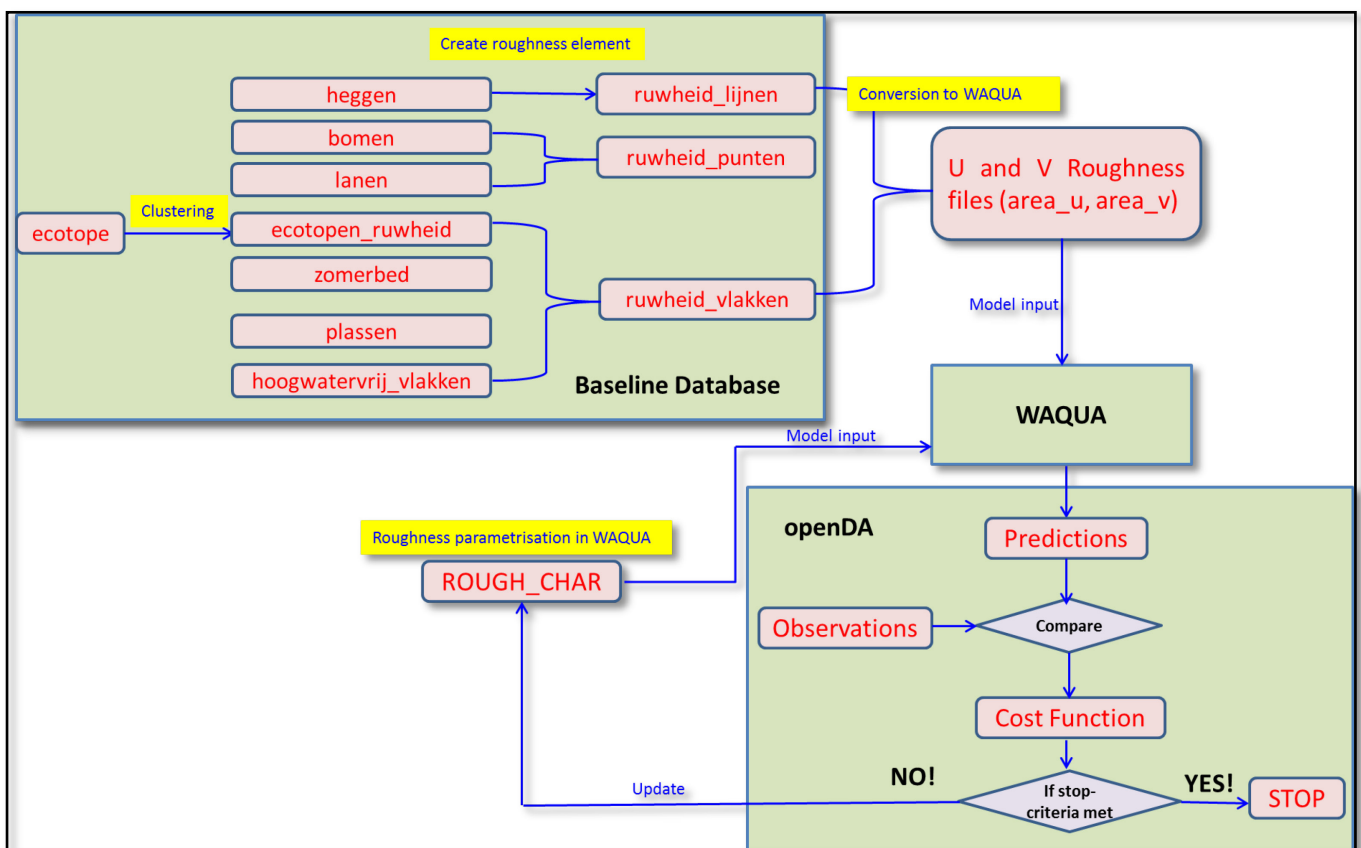 Create roughness element
heggen
ruwheid_lijnen
Conversion to WAQUA
bomen
ruwheid_punten
lanen
U and V Roughness
files (area_u, area_v)
Clustering
ecotope
ecotopen_ruwheid
zomerbed
ruwheid_vlakken
plassen
hoogwatervrij_vlakken
Baseline Database
Model input
WAQUA
Model input
openDA
Roughness parametrisation in WAQUA
Predictions
ROUGH_CHAR
Observations
Compare
Cost Function
NO!
Update
If stop-
criteria met
YES!
STOP